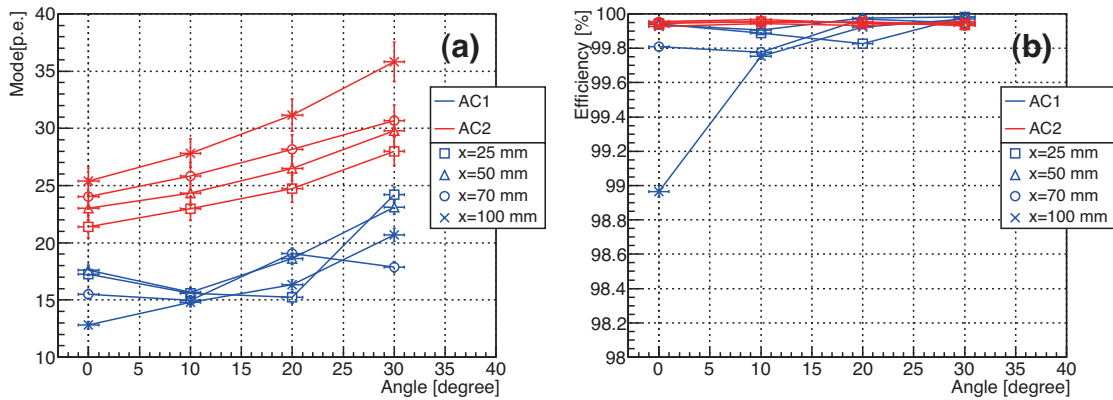 Mode[p.e.]
40
35
30
25
20
15
10
(a)
AC1
AC2
x=25 mm
x=50 mm
x=70 mm
x=100 mm
0 5 10 15 20 25 30 35 40
Angle [degree]
Efficiency [%]
100
99.8
99.6
99.4
99.2
99
98.8
98.6
98.4
98.2
98
(b)
AC1
AC2
x=25 mm
x=50 mm
x=70 mm
x=100 mm
0 5 10 15 20 25 30 35 40
Angle [degree]